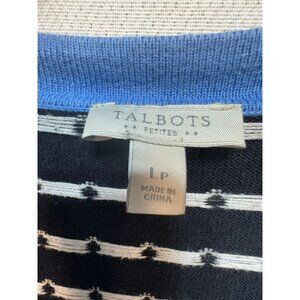 TALBOTS
PETITES
LP
MADE IN
CHINA